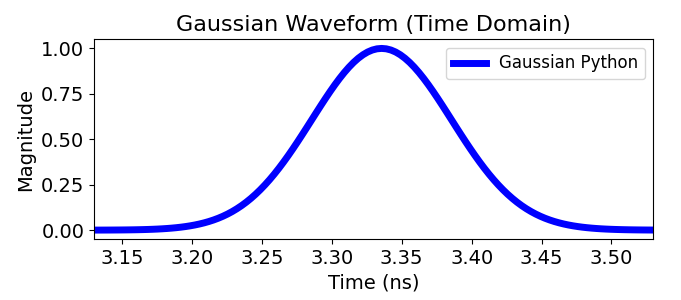 Gaussian Waveform (Time Domain)
Gaussian Python
Magnitude
1.00
0.75
0.50
0.25
0.00
3.15 3.20 3.25 3.30 3.35 3.40 3.45 3.50
Time (ns)